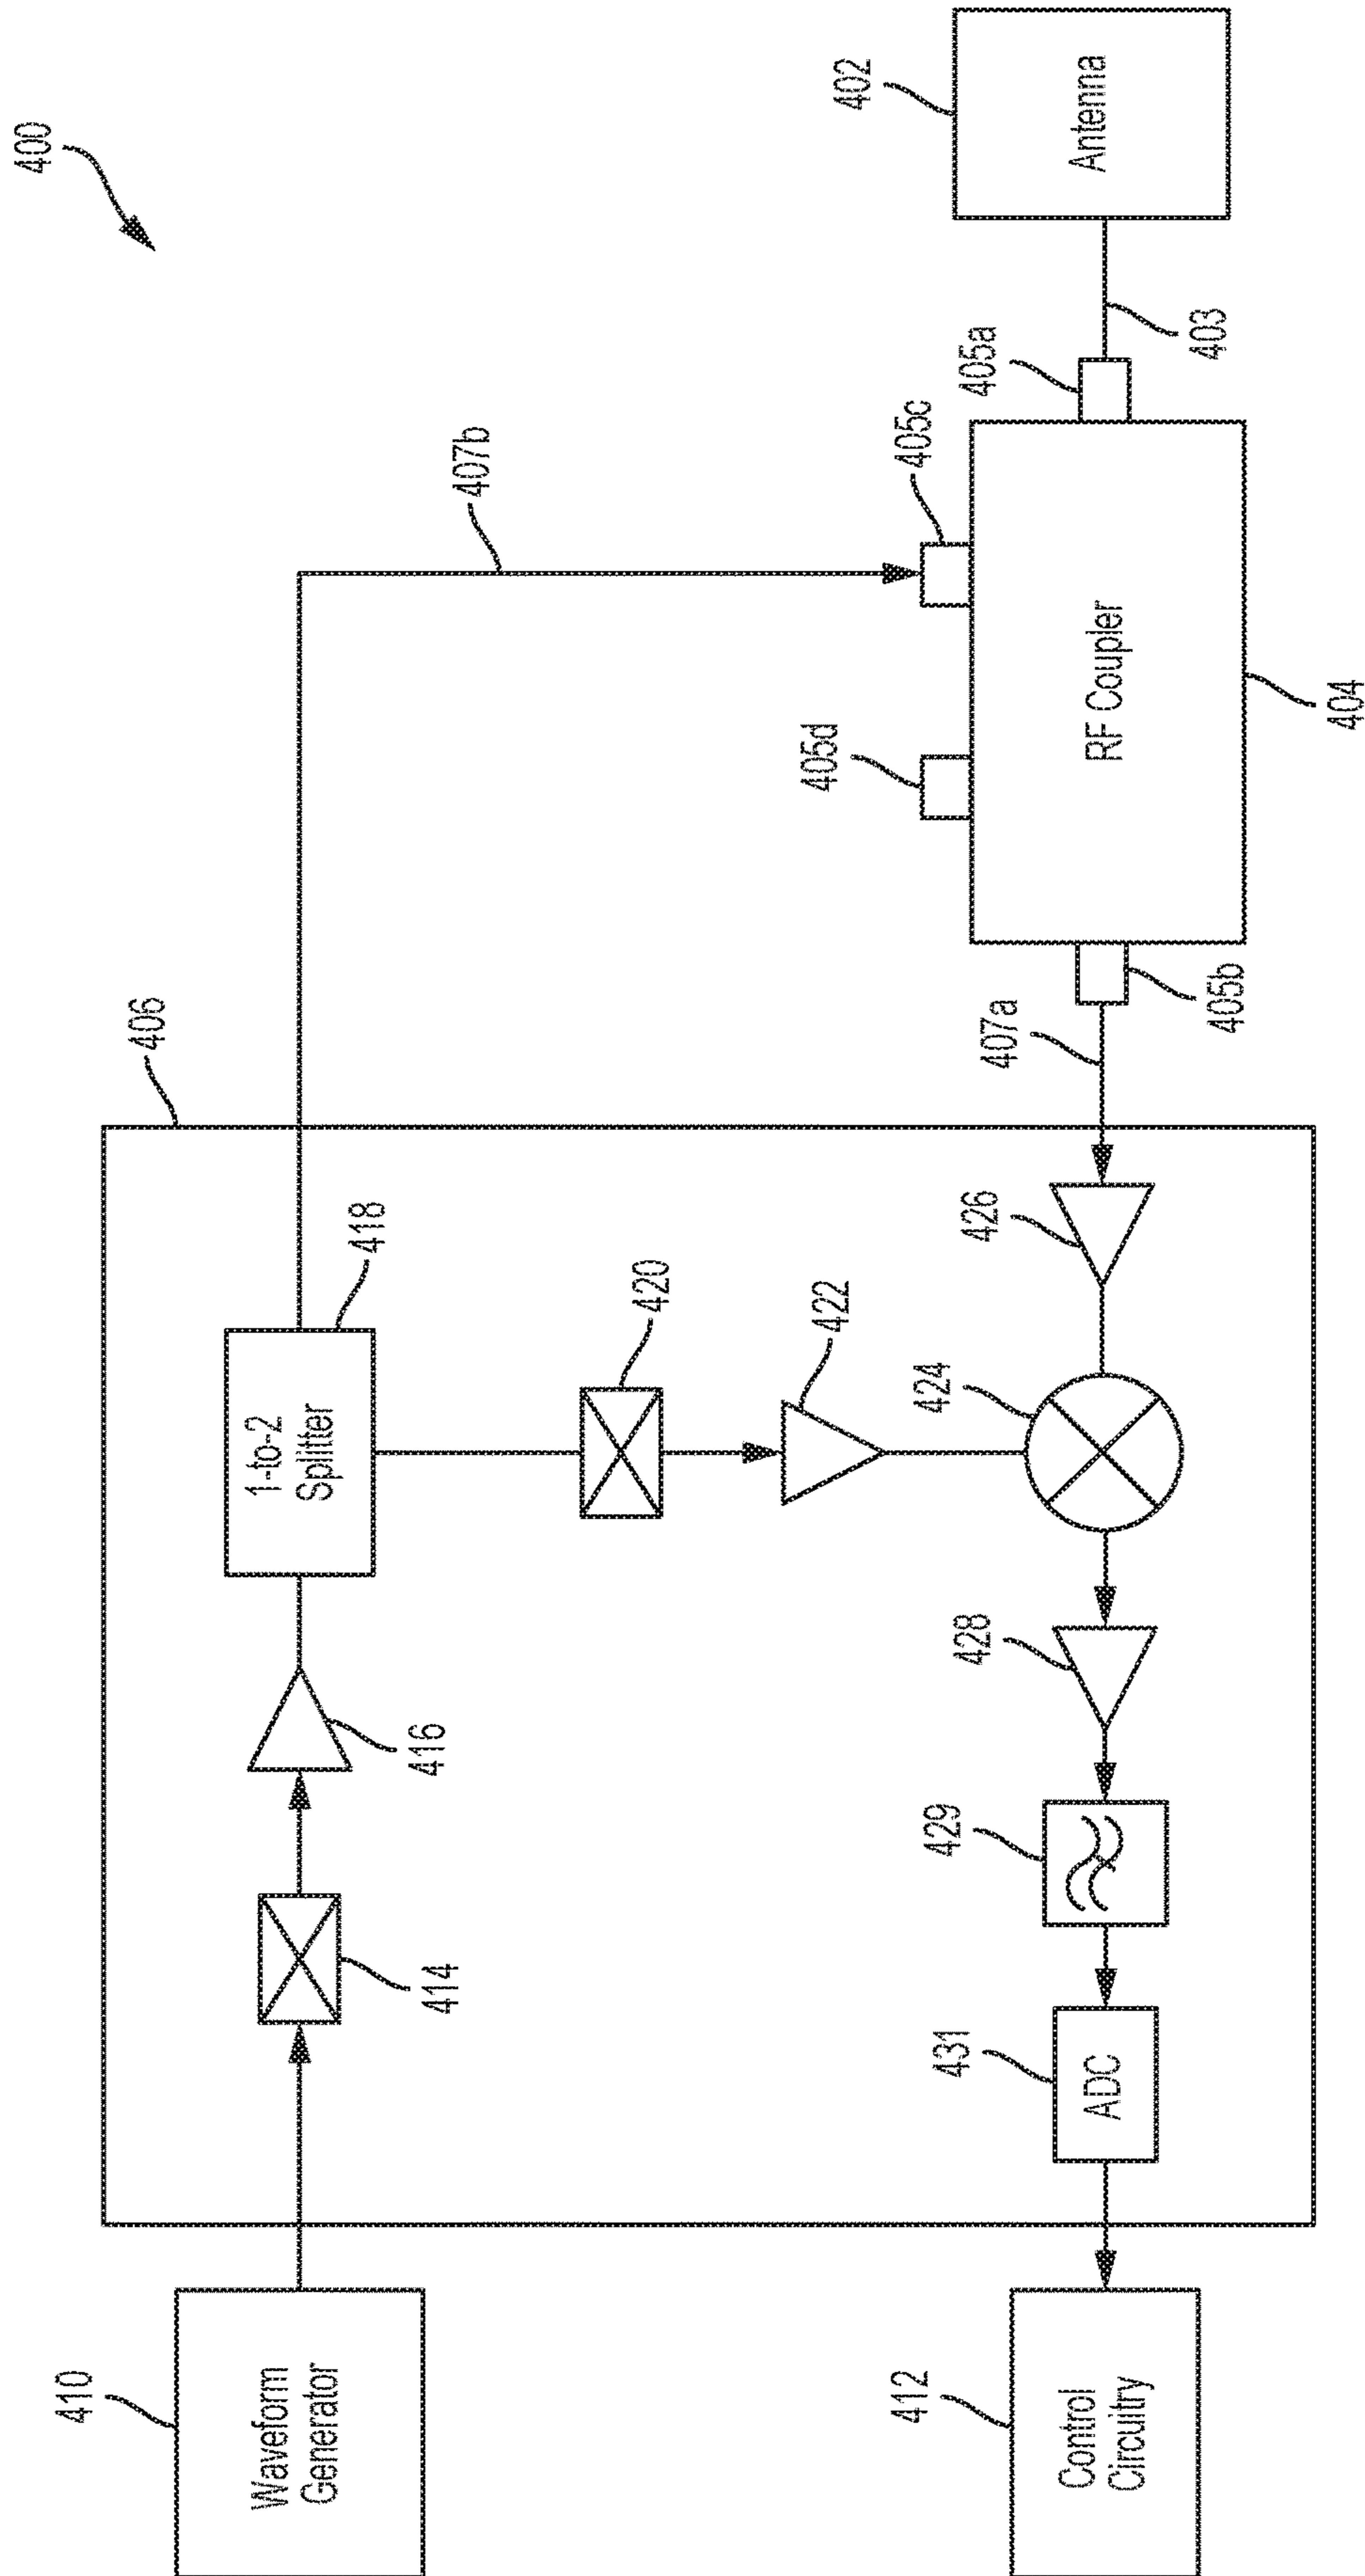 400
402
Antenna
403
405a
405c
407b
RF Coupler
404
405d
405b
407a
406
418
1-to-2
Splitter
420
422
426
424
416
428
414
429
431
ADC
410
Waveform
Generator
412
Control
Circuitry